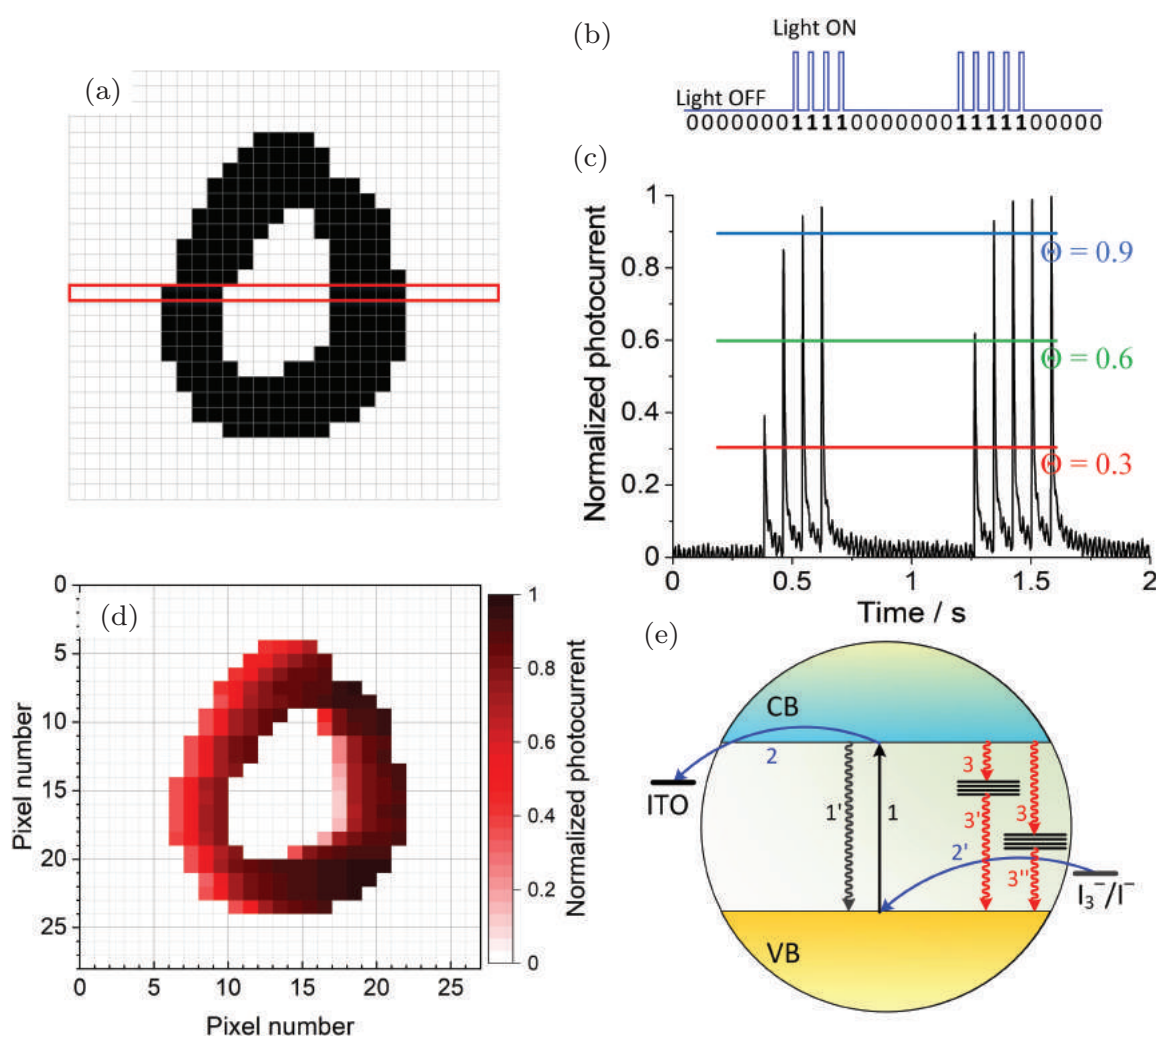 (a)
(b)
Light ON
Light OFF
0000000111100000001111100000
(c)
Normalized photocurrent
1
0.8
0.6
0.4
0.2
0
Θ = 0.9
Θ = 0.6
Θ = 0.3
0 0.5 1 1.5 2
Time / s
(d)
Pixel number
0
5
10
15
20
25
0 5 10 15 20 25
Pixel number
1
0.8
0.6
0.4
0.2
0
Normalized photocurrent
(e)
CB
2
ITO
1'
1
3
3'
3
2'
3''
I₃⁻/I⁻
VB